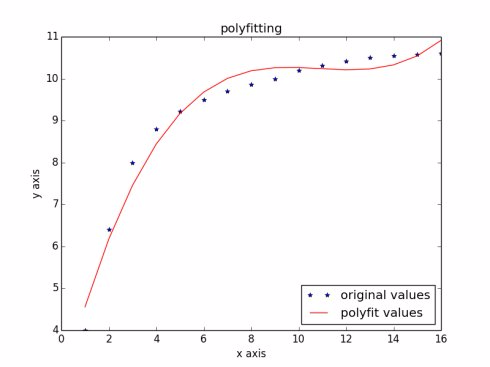 polyfitting
11
10
9
8
7
6
5
4
y axis
0 2 4 6 8 10 12 14 16
x axis
original values
polyfit values